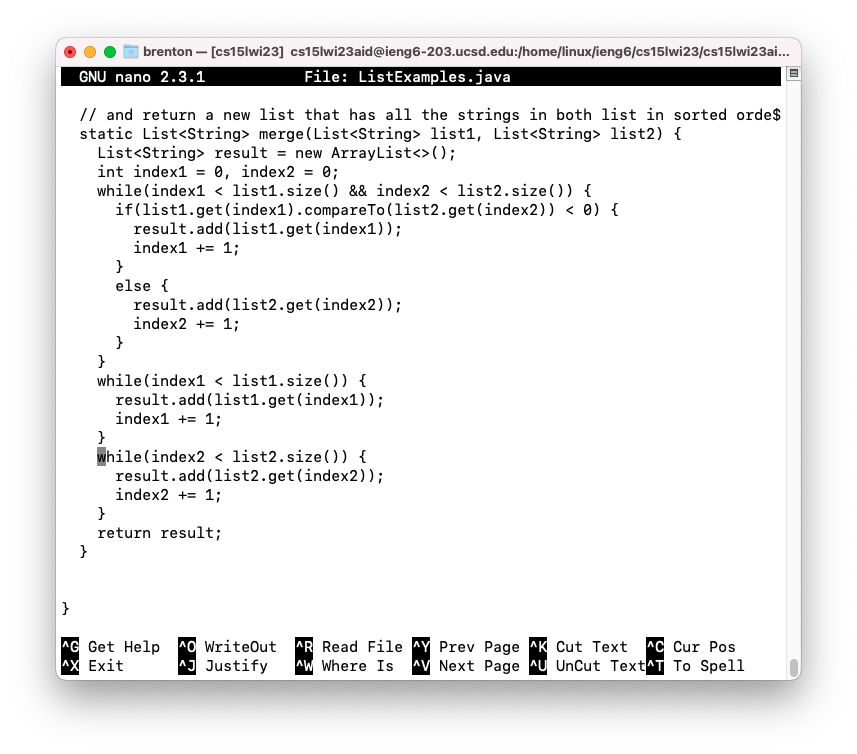 brenton — [cs15lwi23] cs15lwi23aid@ieng6-203.ucsd.edu:/home/linux/ieng6/cs15lwi23/cs15lwi23ai...
GNU nano 2.3.1 File: ListExamples.java
// and return a new list that has all the strings in both list in sorted orde$
static List<String> merge(List<String> list1, List<String> list2) {
List<String> result = new ArrayList<>();
int index1 = 0, index2 = 0;
while(index1 < list1.size() && index2 < list2.size()) {
if(list1.get(index1).compareTo(list2.get(index2)) < 0) {
result.add(list1.get(index1));
index1 += 1;
}
else {
result.add(list2.get(index2));
index2 += 1;
}
}
while(index1 < list1.size()) {
result.add(list1.get(index1));
index1 += 1;
}
while(index2 < list2.size()) {
result.add(list2.get(index2));
index2 += 1;
}
return result;
}
}
^G Get Help ^O WriteOut ^R Read File ^Y Prev Page ^K Cut Text ^C Cur Pos
^X Exit ^J Justify ^W Where Is ^V Next Page ^U UnCut Text^T To Spell